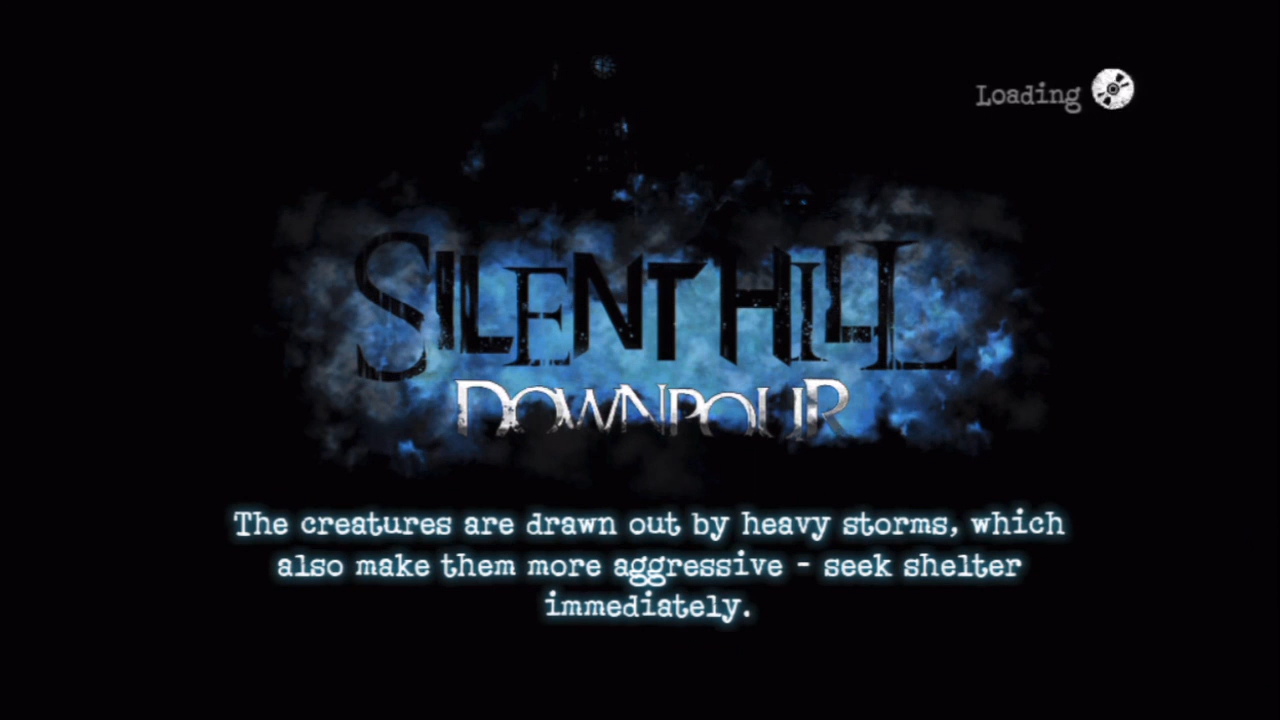 Loading
SILENT HILL
DOWNPOUR
The creatures are drawn out by heavy storms, which
also make them more aggressive - seek shelter
immediately.